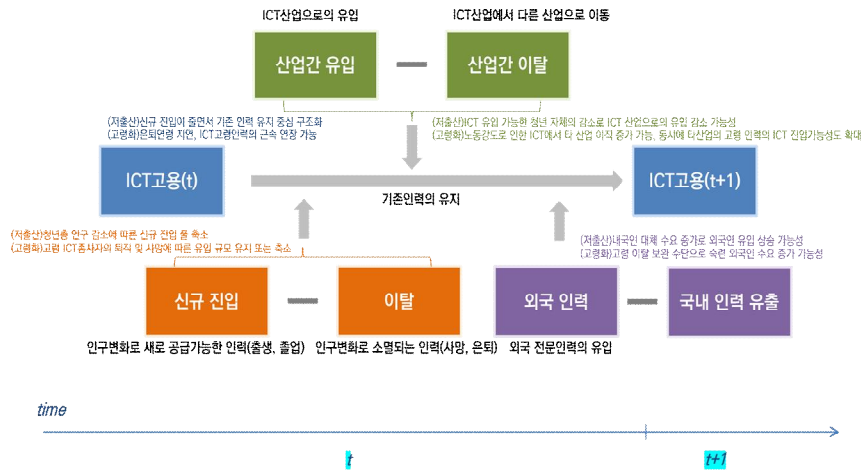 ICT산업으로의 유입
ICT산업에서 다른 산업으로 이동
산업간 유입
산업간 이탈
(저출산)신규 진입이 줄면서 기존 인력 유지 중심 구조화
(고령화)은퇴연령 지연, ICT고령인력의 근속 연장 가능
(저출산)ICT 유입 가능한 청년 자체의 감소로 ICT 산업으로의 유입 감소 가능성
(고령화)노동강도로 인한 ICT에서 타 산업 이직 증가 가능, 동시에 타산업의 고령 인력의 ICT 진입가능성도 확대
ICT고용(t)
기존인력의 유지
ICT고용(t+1)
(저출산)청년층 인구 감소에 따른 신규 진입 풀 축소
(고령화)고령 ICT종사자의 퇴직 및 사망에 따른 유입 규모 유지 또는 축소
(저출산)내국인 대체 수요 증가로 외국인 유입 상승 가능성
(고령화)고령 이탈 보완 수단으로 숙련 외국인 수요 증가 가능성
신규 진입
이탈
외국 인력
국내 인력 유출
인구변화로 새로 공급가능한 인력(출생, 졸업)
인구변화로 소멸되는 인력(사망, 은퇴)
외국 전문인력의 유입
time
t
t+1